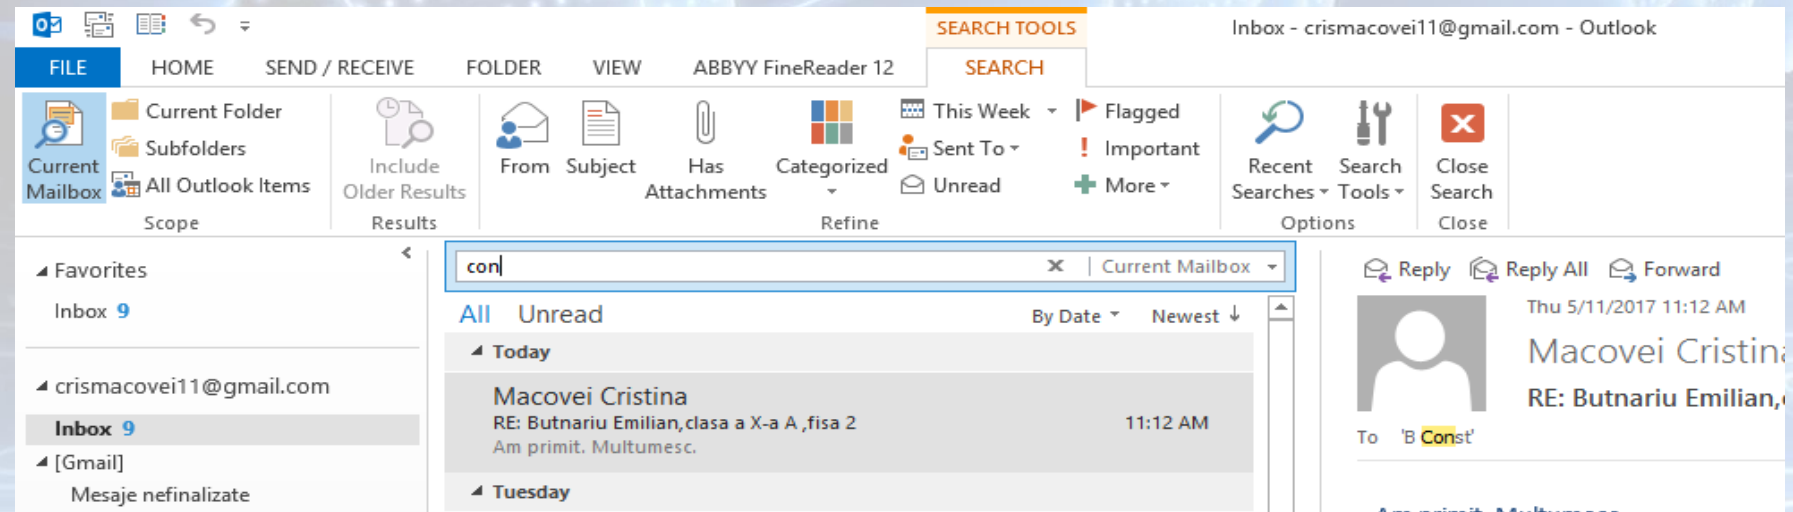 SEARCH TOOLS
Inbox - crismacovei11@gmail.com - Outlook
FILE HOME SEND / RECEIVE FOLDER VIEW ABBYY FineReader 12 SEARCH
Current Mailbox
Current Folder
Subfolders
All Outlook Items
Scope
Include Older Results
Results
From
Subject
Has Attachments
Categorized
This Week
Sent To
Unread
Flagged
Important
More
Refine
Recent Searches
Search Tools
Options
Close Search
Close
Favorites
Inbox 9
crismacovei11@gmail.com
Inbox 9
[Gmail]
Mesaje nefinalizate
con
Current Mailbox
All Unread
By Date Newest
Today
Macovei Cristina
RE: Butnariu Emilian,clasa a X-a A ,fisa 2 11:12 AM
Am primit. Multumesc.
Tuesday
Reply Reply All Forward
Thu 5/11/2017 11:12 AM
Macovei Cristina
RE: Butnariu Emilian,
To 'B Const'
Am primit. Multumesc